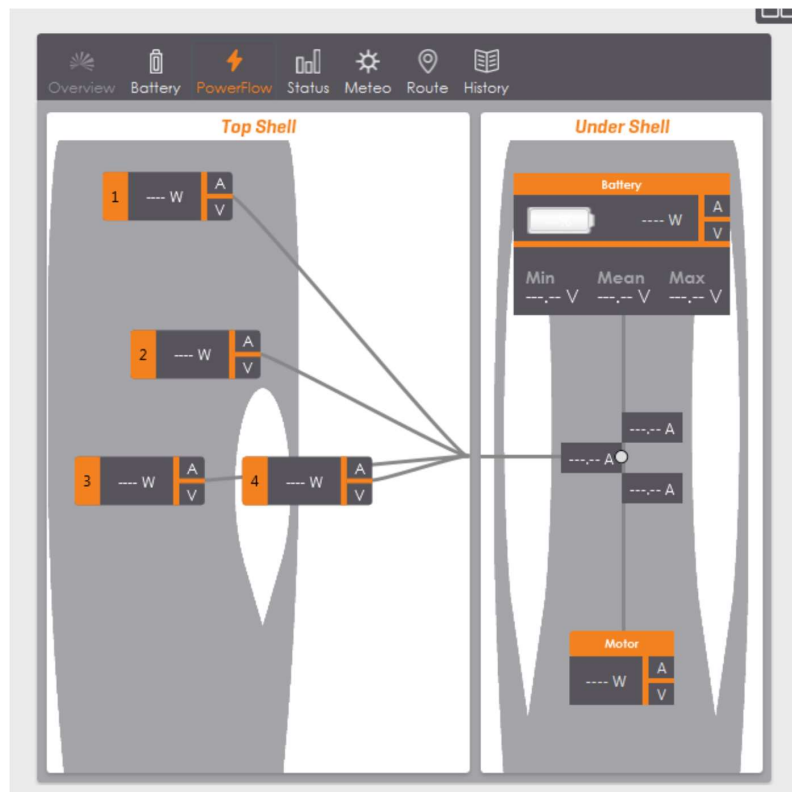 Overview Battery PowerFlow Status Meteo Route History
Top Shell
1 ---- W A V
2 ---- W A V
3 ---- W A V
4 ---- W A V
Under Shell
Battery
---- W A V
Min Mean Max
---.-- V ---.-- V ---.-- V
---.-- A
---.-- A
---.-- A
Motor
---- W A V